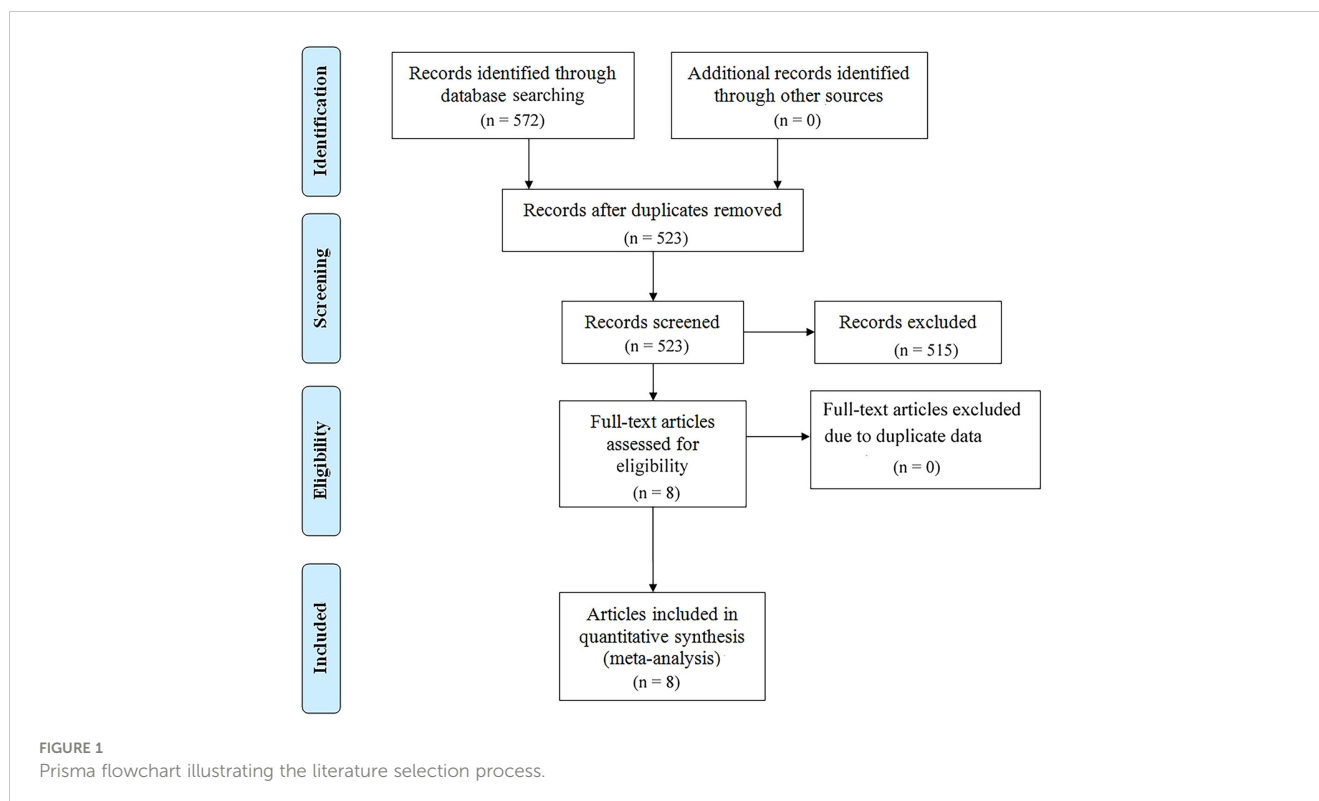 Identification
Records identified through
database searching
(n = 572)
Additional records identified
through other sources
(n = 0)
Records after duplicates removed
(n = 523)
Screening
Records screened
(n = 523)
Records excluded
(n = 515)
Eligibility
Full-text articles
assessed for
eligibility
(n = 8)
Full-text articles excluded
due to duplicate data
(n = 0)
Included
Articles included in
quantitative synthesis
(meta-analysis)
(n = 8)
FIGURE 1
Prisma flowchart illustrating the literature selection process.